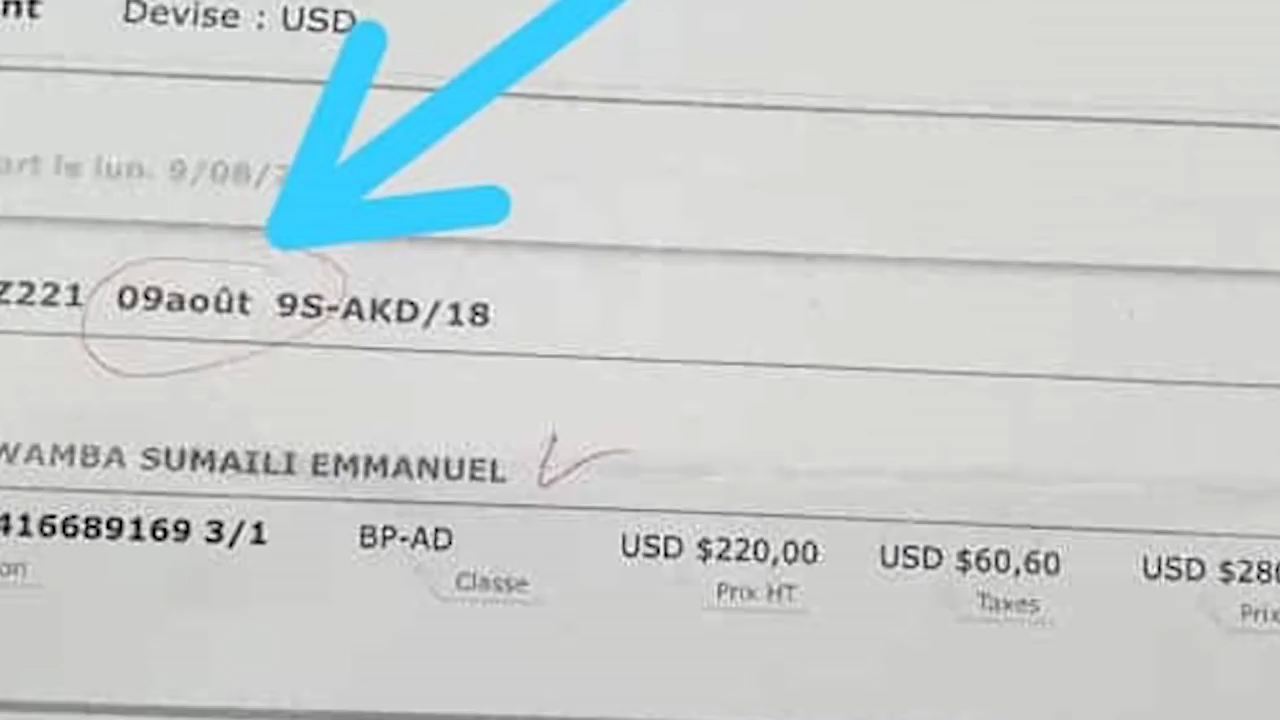 nt Devise : USD
art le lun. 9/08/
Z221 09août 9S-AKD/18
WAMBA SUMAILI EMMANUEL
416689169 3/1 BP-AD USD $220,00 USD $60,60 USD $280
on Classe Prix HT Taxes Prix